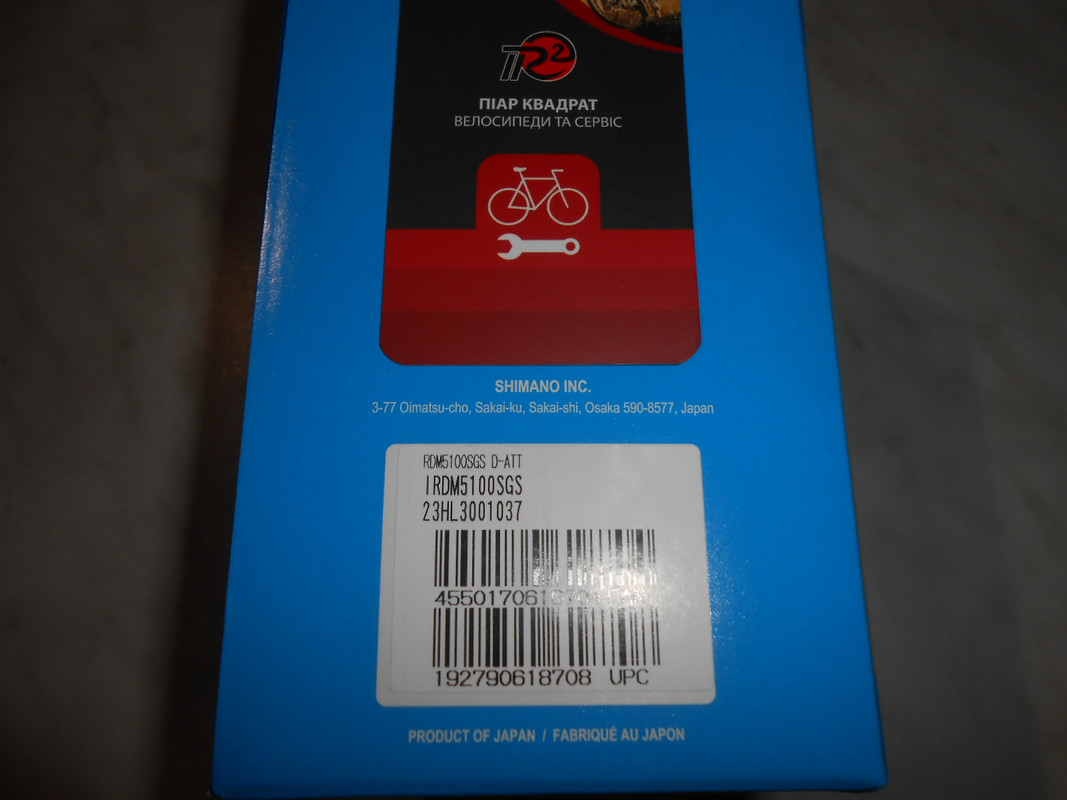 ПІАР КВАДРАТ
ВЕЛОСИПЕДИ ТА СЕРВІС
SHIMANO INC.
3-77 Oimatsu-cho, Sakai-ku, Sakai-shi, Osaka 590-8577, Japan
RDM5100SGS D-ATT
IRDM5100SGS
23HL3001037
192790618708 UPC
PRODUCT OF JAPAN / FABRIQUÉ AU JAPON